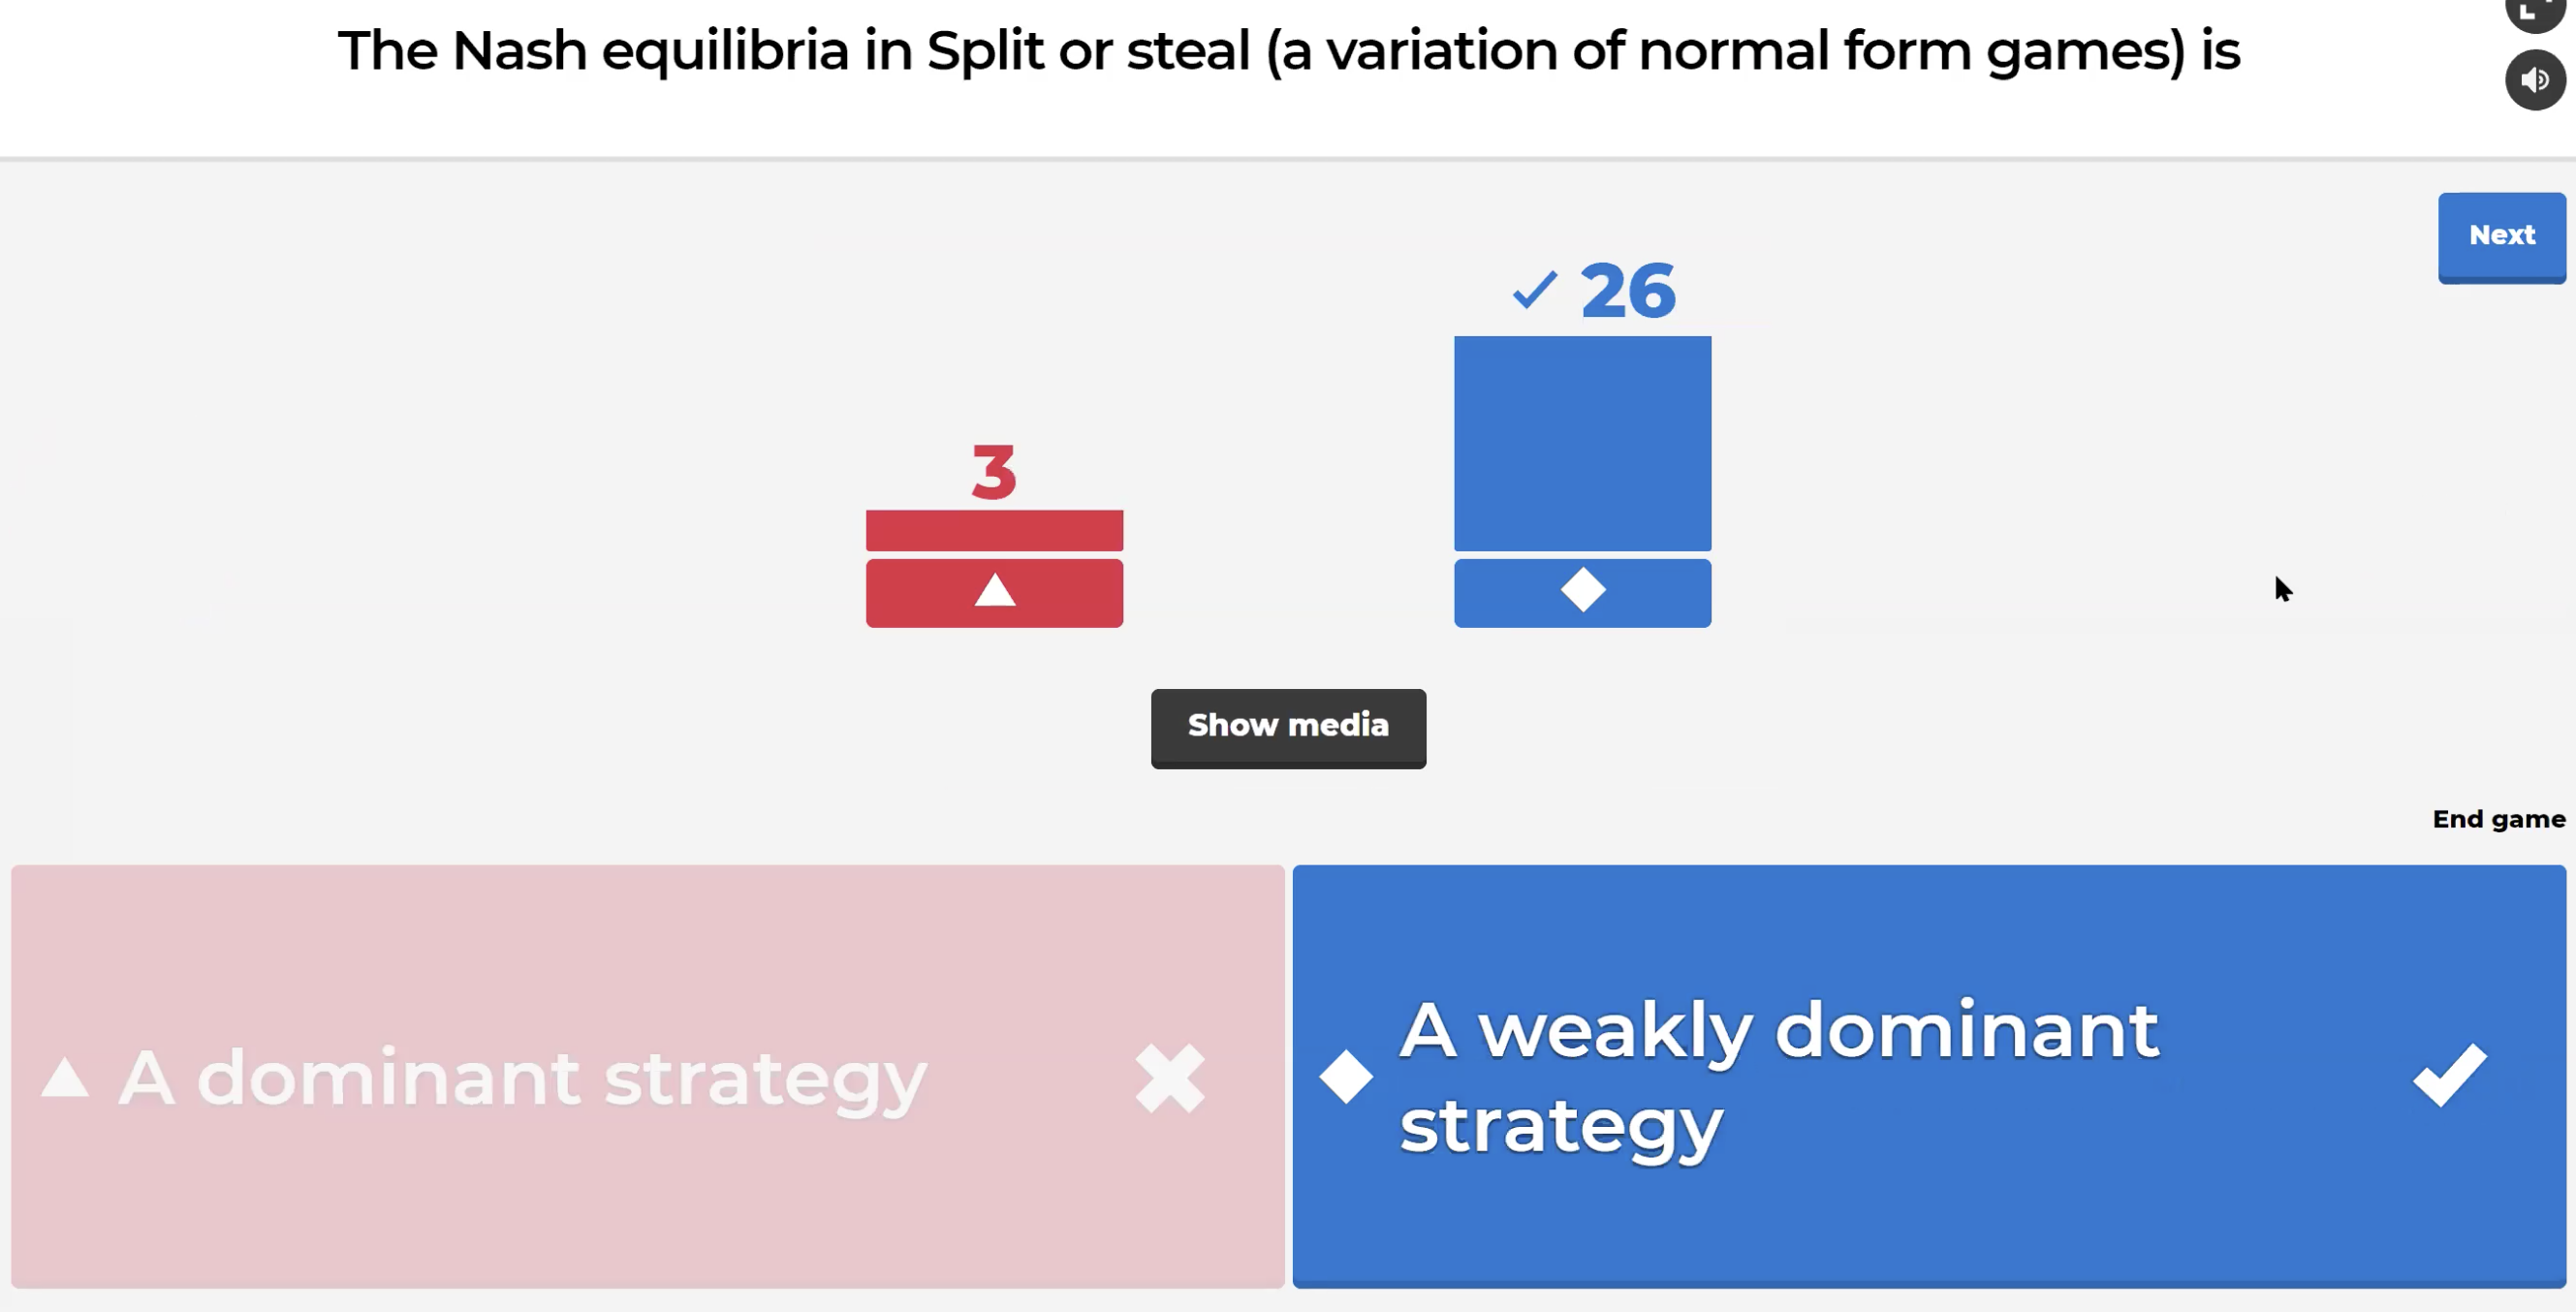 The Nash equilibria in Split or steal (a variation of normal form games) is
Next
26
3
Show media
End game
A dominant strategy
A weakly dominant
strategy